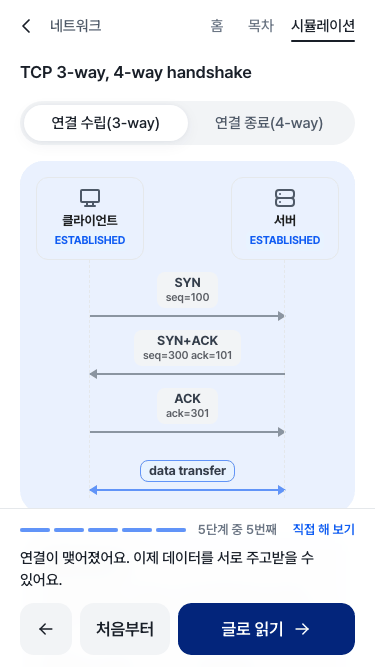 네트워크 홈 목차 시뮬레이션
TCP 3-way, 4-way handshake
연결 수립(3-way) 연결 종료(4-way)
클라이언트 서버
ESTABLISHED ESTABLISHED
SYN
seq=100
SYN+ACK
seq=300 ack=101
ACK
ack=301
data transfer
5단계 중 5번째 직접 해 보기
연결이 맺어졌어요. 이제 데이터를 서로 주고받을 수
있어요.
처음부터 글로 읽기